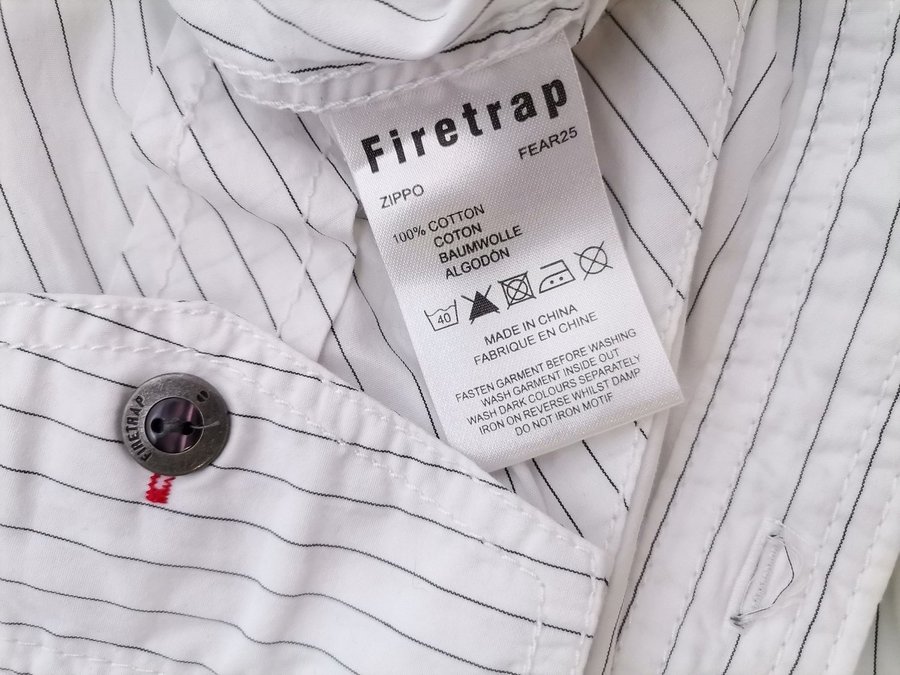 Firetrap
ZIPPO FEAR25
100% COTTON
COTON
BAUMWOLLE
ALGODÓN
40
MADE IN CHINA
FABRIQUE EN CHINE
FASTEN GARMENT BEFORE WASHING
WASH GARMENT INSIDE OUT
WASH DARK COLOURS SEPARATELY
IRON ON REVERSE WHILST DAMP
DO NOT IRON MOTIF
FIRETRAP